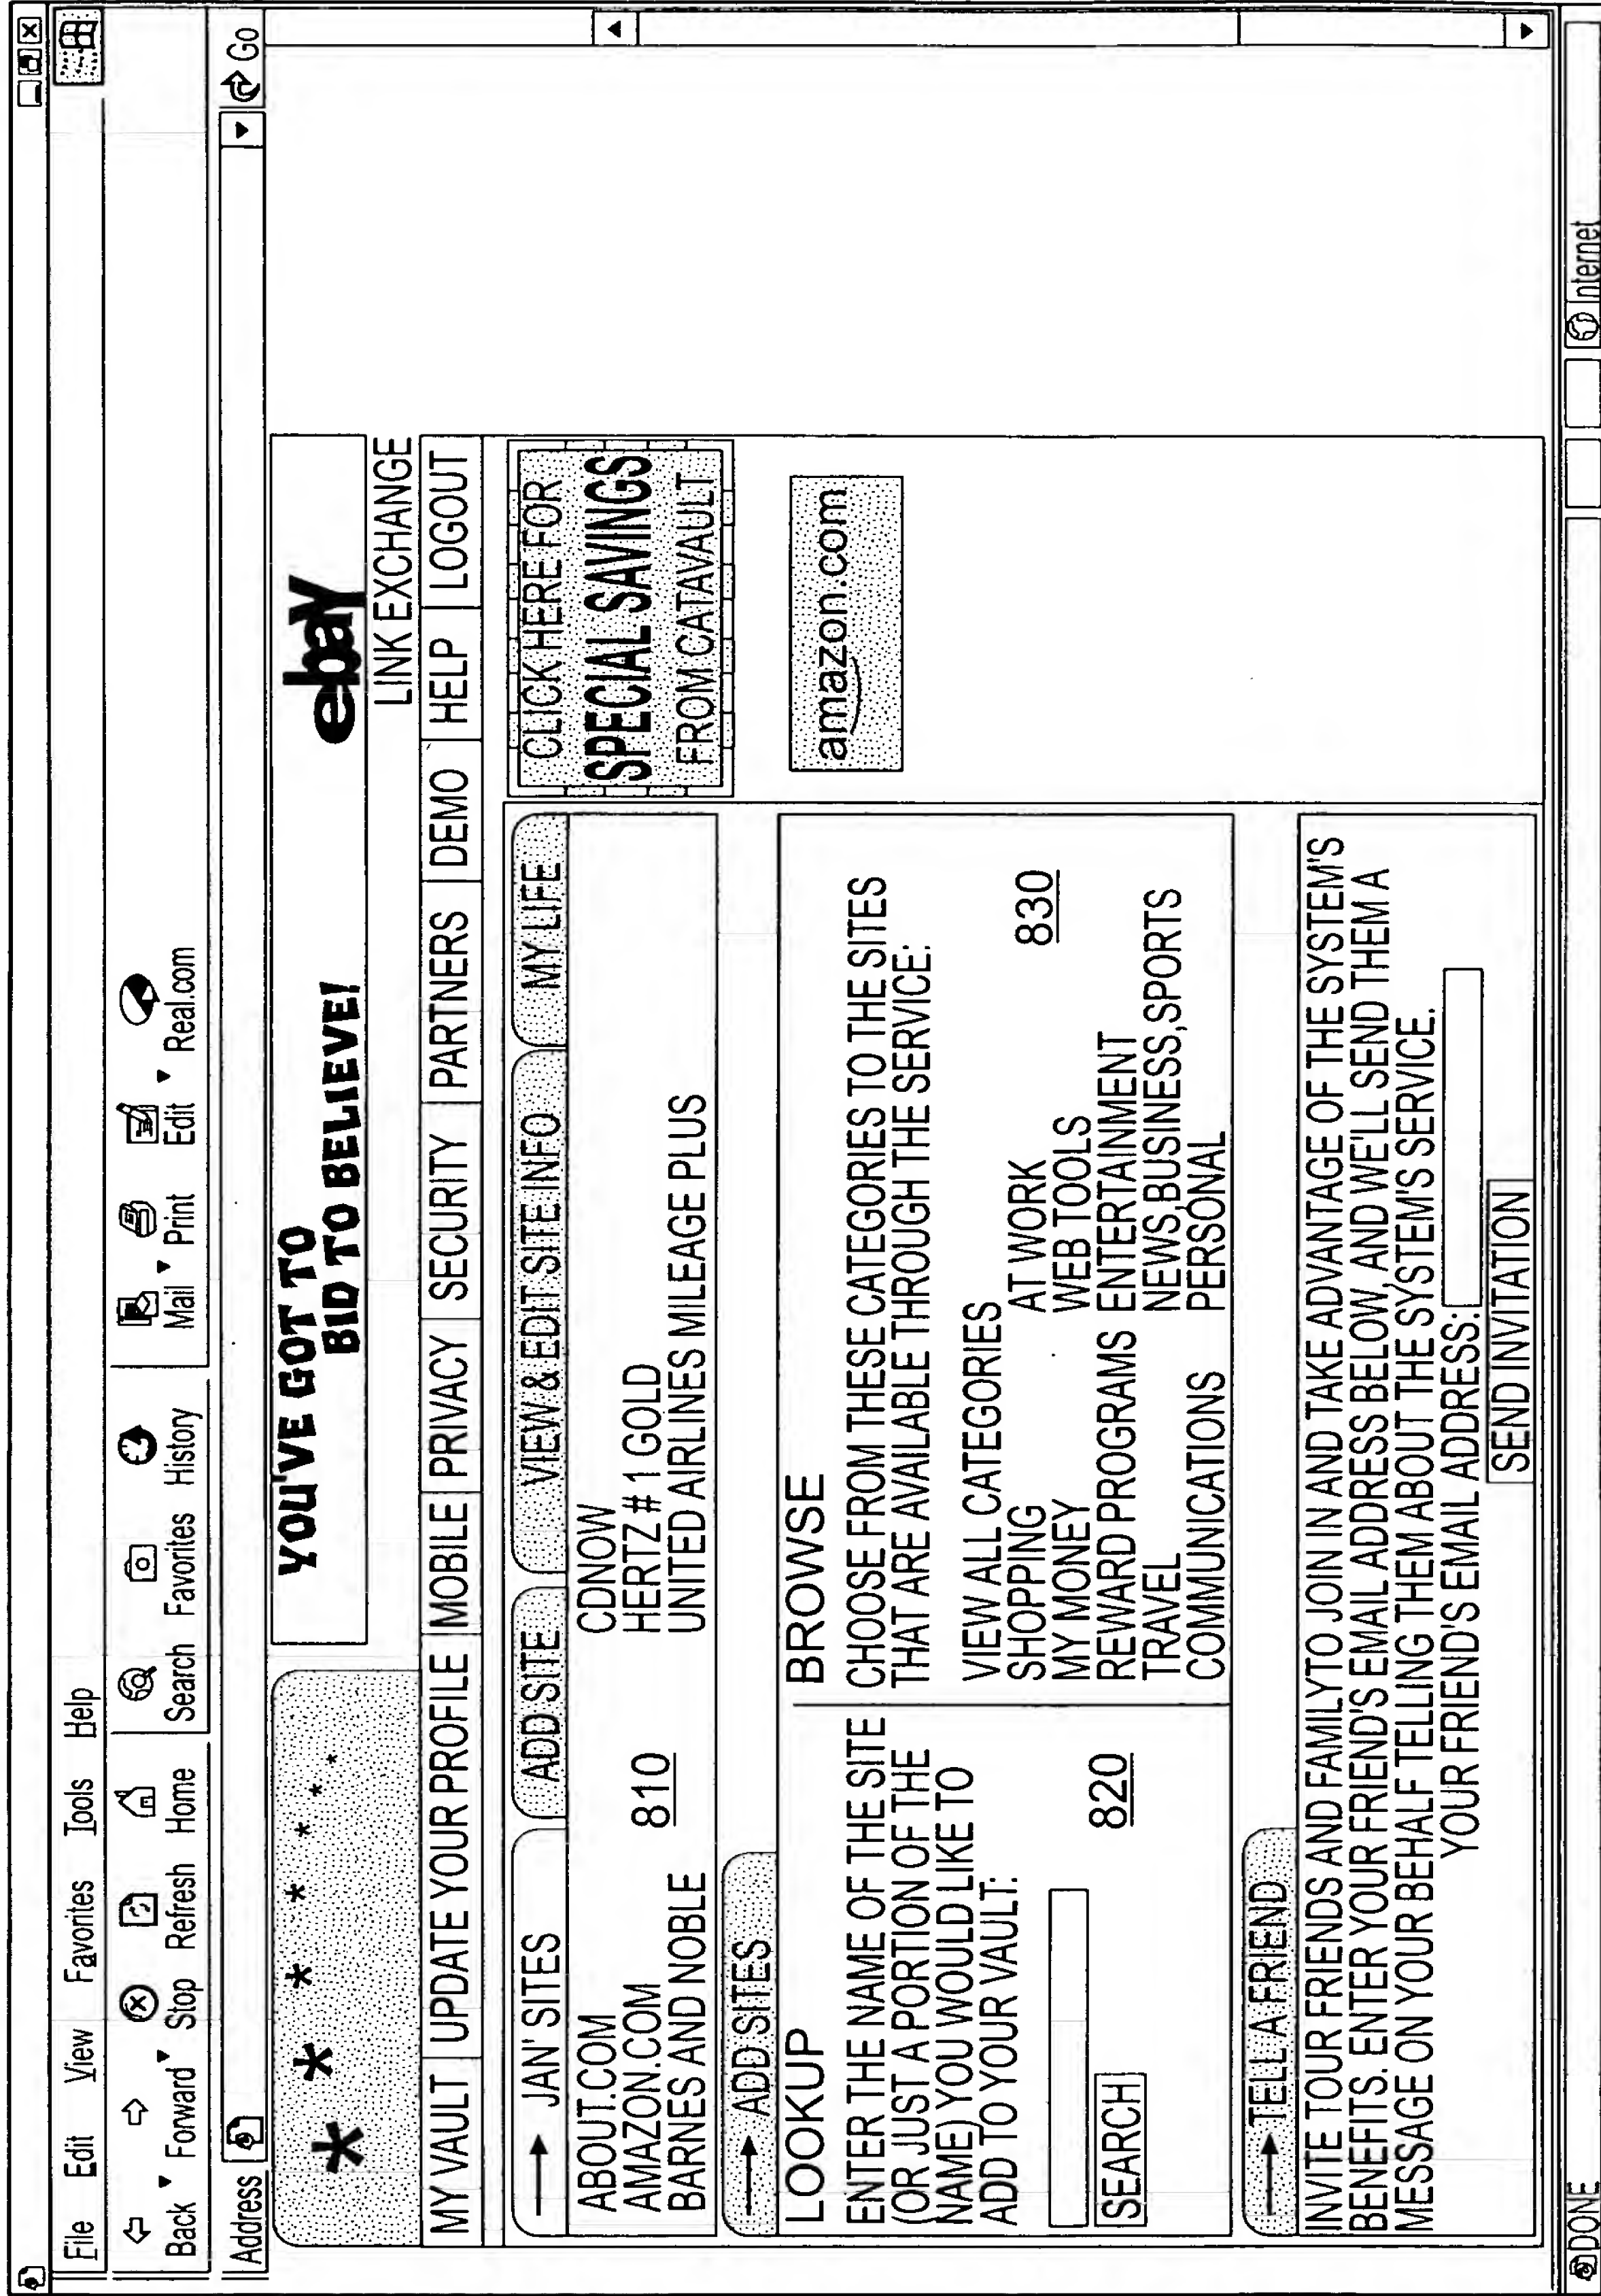 File Edit View Favorites Tools Help
Back Forward Stop Refresh Home Search Favorites History Mail Print Edit Real.com
Address Go
YOU'VE GOT TO
BID TO BELIEVE!
ebay
LINK EXCHANGE
MY VAULT UPDATE YOUR PROFILE MOBILE PRIVACY SECURITY PARTNERS DEMO HELP LOGOUT
JAN' SITES ADD SITE VIEW & EDIT SITE INFO MY LIFE
ABOUT.COM CDNOW
AMAZON.COM HERTZ # 1 GOLD
BARNES AND NOBLE UNITED AIRLINES MILEAGE PLUS
810
CLICK HERE FOR
SPECIAL SAVINGS
FROM CATAVAULT
amazon.com
ADD SITES
LOOKUP
ENTER THE NAME OF THE SITE
(OR JUST A PORTION OF THE
NAME) YOU WOULD LIKE TO
ADD TO YOUR VAULT:
SEARCH
820
BROWSE
CHOOSE FROM THESE CATEGORIES TO THE SITES
THAT ARE AVAILABLE THROUGH THE SERVICE:
VIEW ALL CATEGORIES
SHOPPING AT WORK
MY MONEY WEB TOOLS
REWARD PROGRAMS ENTERTAINMENT
TRAVEL NEWS,BUSINESS,SPORTS
COMMUNICATIONS PERSONAL
830
TELL A FRIEND
INVITE TOUR FRIENDS AND FAMILYTO JOIN IN AND TAKE ADVANTAGE OF THE SYSTEM'S
BENEFITS. ENTER YOUR FRIEND'S EMAIL ADDRESS BELOW, AND WE'LL SEND THEM A
MESSAGE ON YOUR BEHALF TELLING THEM ABOUT THE SYSTEM'S SERVICE.
YOUR FRIEND'S EMAIL ADDRESS:
SEND INVITATION
DONE Internet